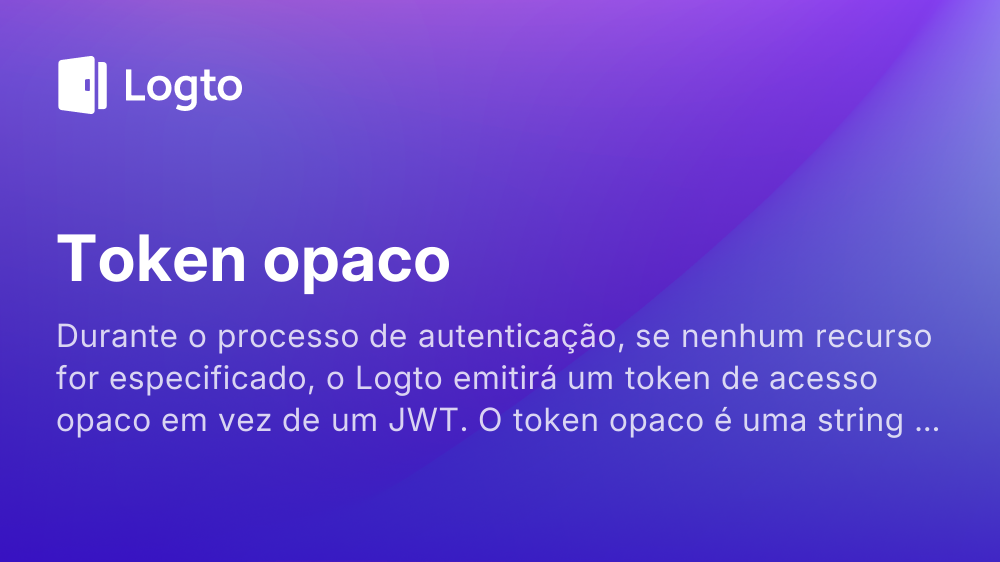 Logto
Token opaco
Durante o processo de autenticação, se nenhum recurso
for especificado, o Logto emitirá um token de acesso
opaco em vez de um JWT. O token opaco é uma string ...